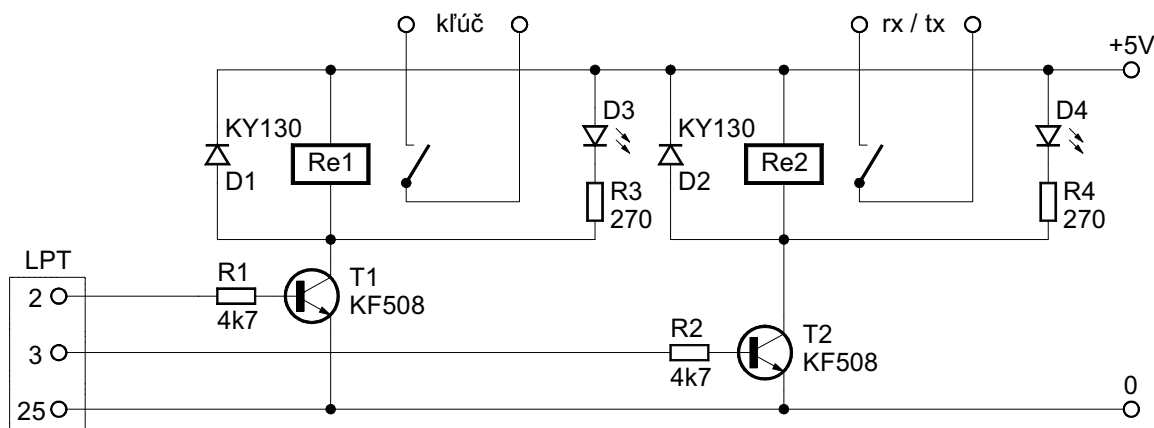 kľúč
rx / tx
+5V
KY130
D1
Re1
D3
R3
270
KY130
D2
Re2
D4
R4
270
LPT
2
R1
4k7
T1
KF508
3
R2
4k7
T2
KF508
25
0